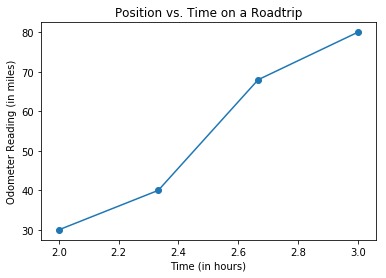 Position vs. Time on a Roadtrip
80
70
60
50
40
30
Odometer Reading (in miles)
2.0 2.2 2.4 2.6 2.8 3.0
Time (in hours)